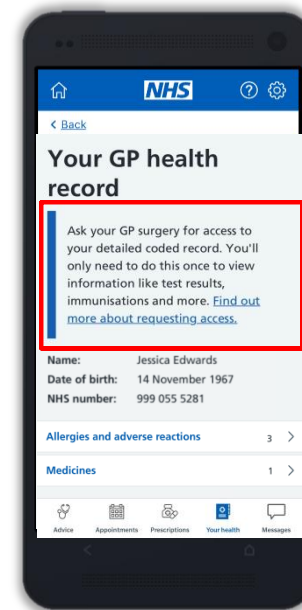 NHS
Back
Your GP health
record
Ask your GP surgery for access to
your detailed coded record. You'll
only need to do this once to view
information like test results,
immunisations and more. Find out
more about requesting access.
Name: Jessica Edwards
Date of birth: 14 November 1967
NHS number: 999 055 5281
Allergies and adverse reactions 3
Medicines 1
Advice Appointments Prescriptions Your health Messages